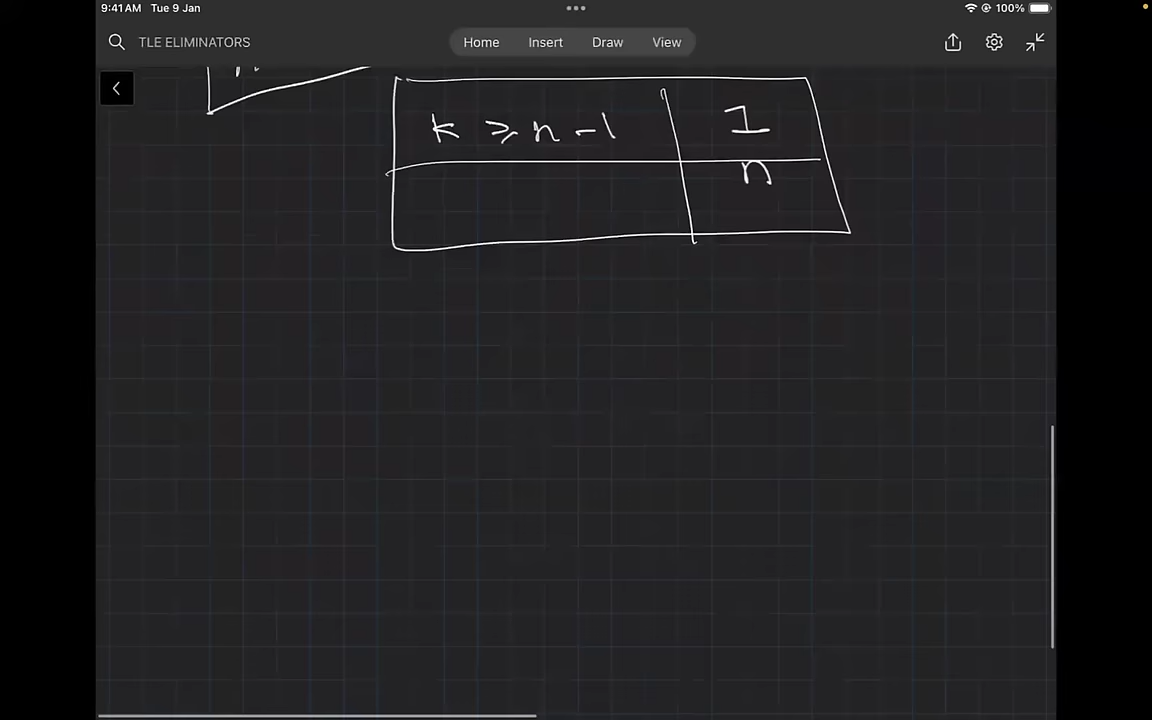 9:41 AM Tue 9 Jan
100%
TLE ELIMINATORS
Home Insert Draw View
k ≥ n - 1 1
n